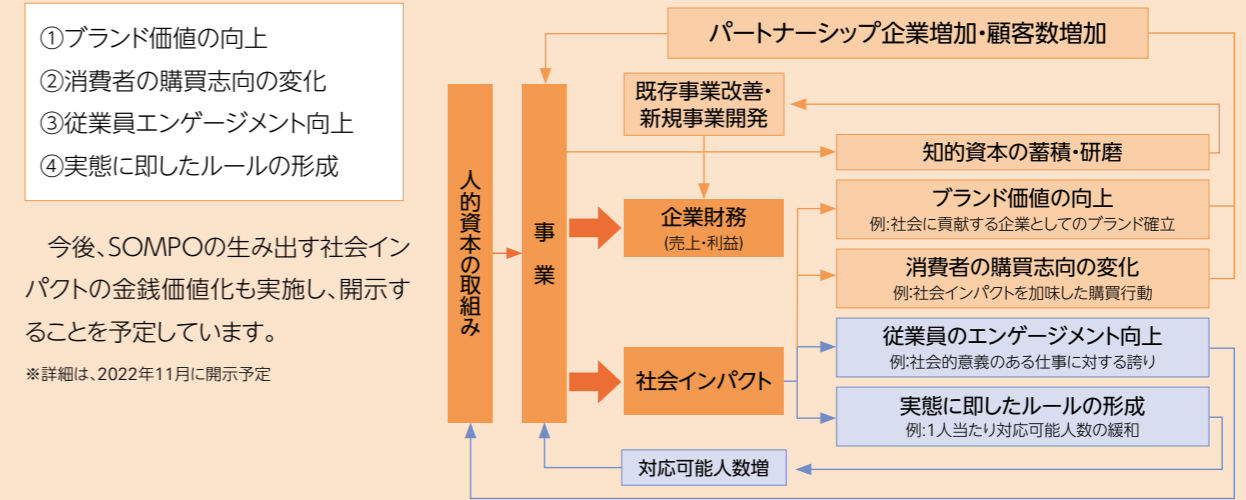 ①ブランド価値の向上
②消費者の購買志向の変化
③従業員エンゲージメント向上
④実態に即したルールの形成
今後、SOMPOの生み出す社会イン
パクトの金銭価値化も実施し、開示す
ることを予定しています。
※詳細は、2022年11月に開示予定
人的資本の取組み
事業
パートナーシップ企業増加・顧客数増加
既存事業改善・
新規事業開発
企業財務
(売上・利益)
社会インパクト
知的資本の蓄積・研磨
ブランド価値の向上
例:社会に貢献する企業としてのブランド確立
消費者の購買志向の変化
例:社会インパクトを加味した購買行動
従業員のエンゲージメント向上
例:社会的意義のある仕事に対する誇り
実態に即したルールの形成
例:1人当たり対応可能人数の緩和
対応可能人数増